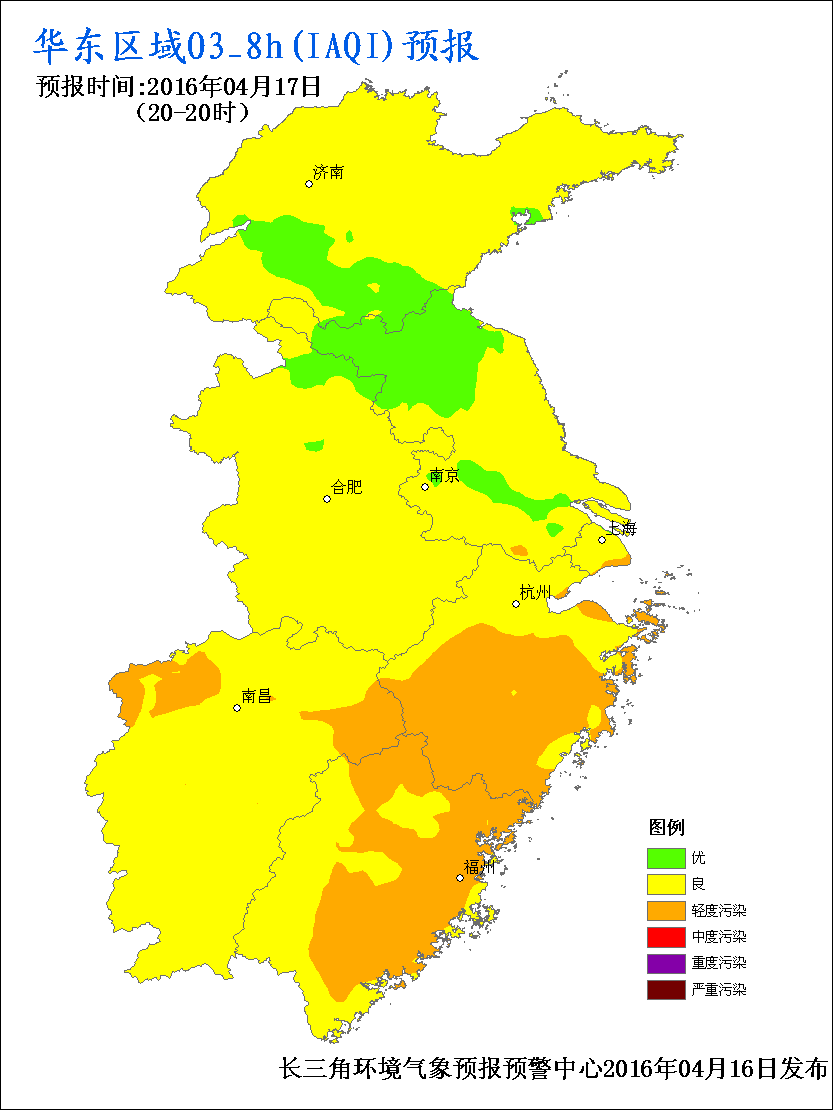 华东区域O3_8h(IAQI)预报
预报时间:2016年04月17日
（20-20时）
济南
南京
合肥
上海
杭州
南昌
福州
图例
优
良
轻度污染
中度污染
重度污染
严重污染
长三角环境气象预报预警中心2016年04月16日发布